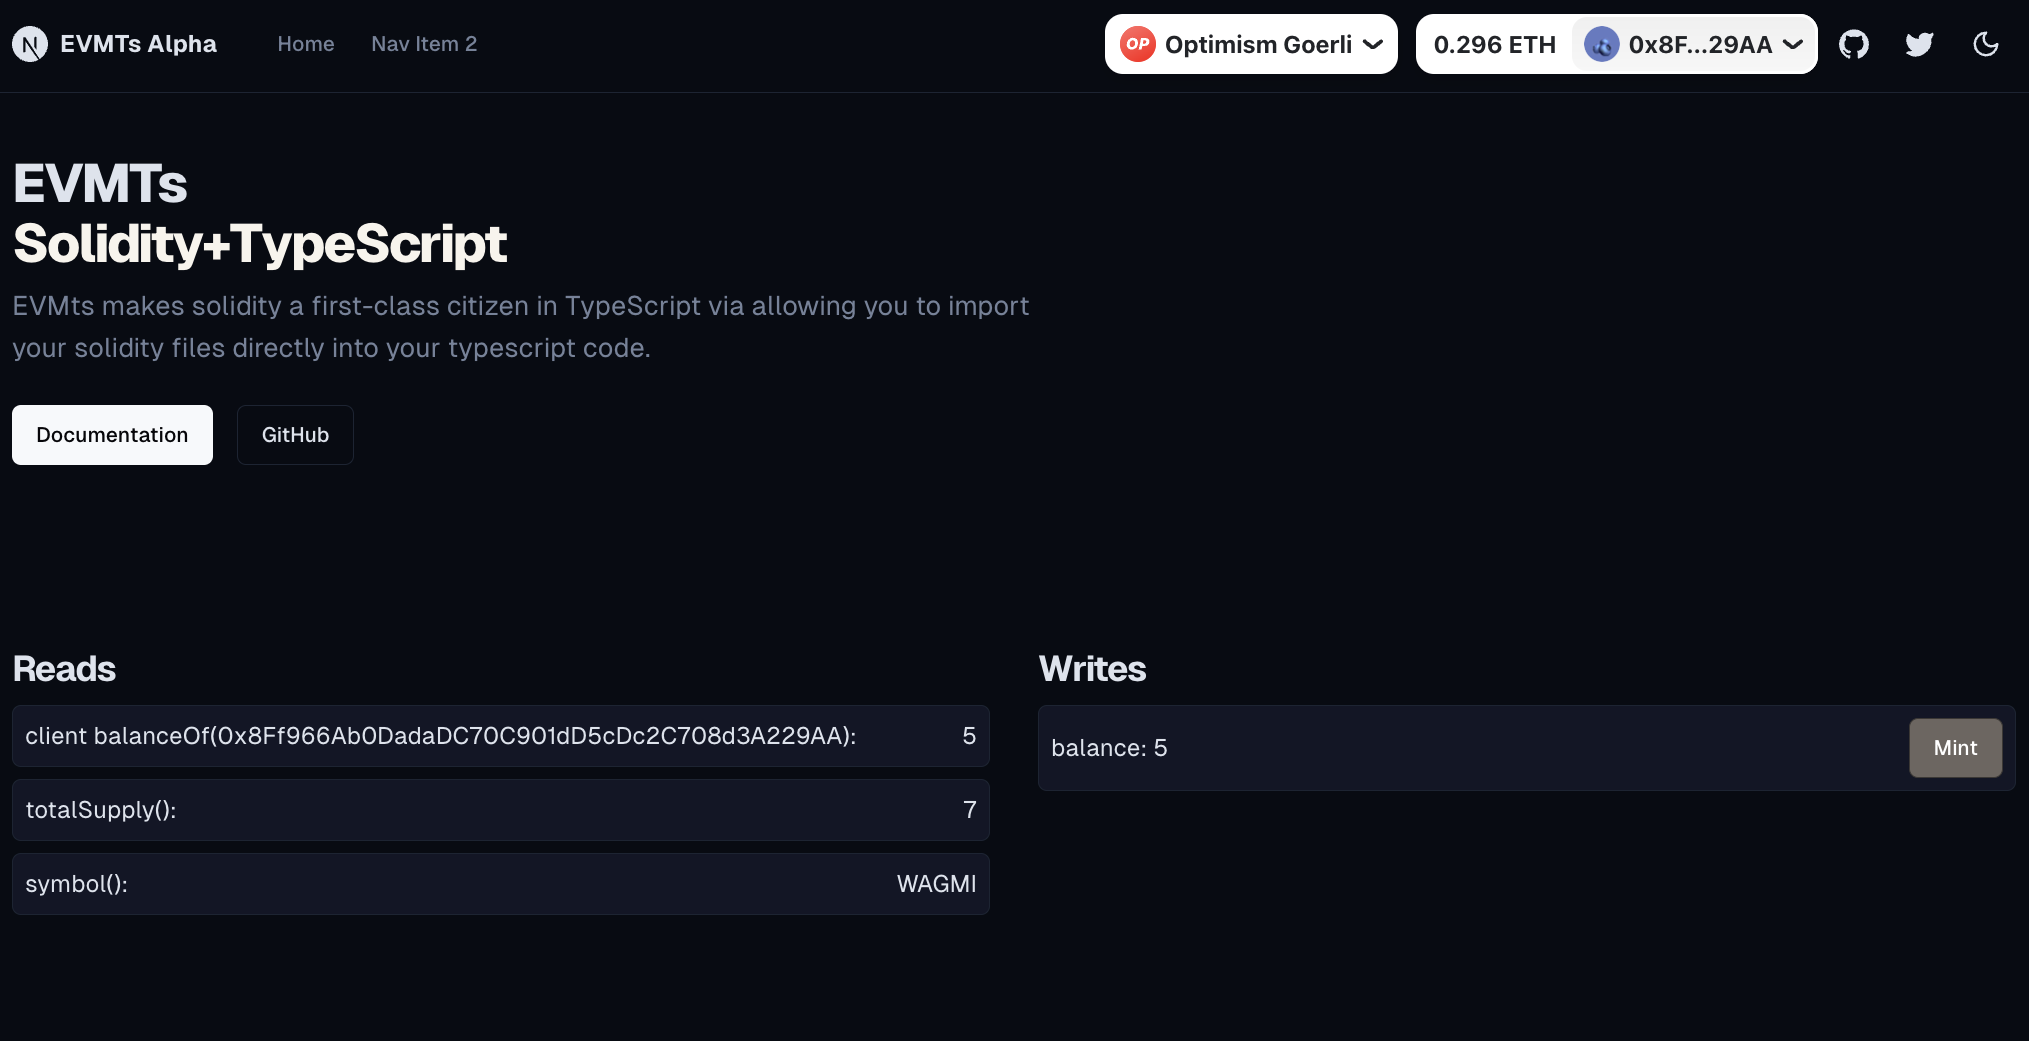 EVMTs Alpha Home Nav Item 2 OP Optimism Goerli 0.296 ETH 0x8F...29AA
EVMTs
Solidity+TypeScript
EVMts makes solidity a first-class citizen in TypeScript via allowing you to import
your solidity files directly into your typescript code.
Documentation GitHub
Reads
client balanceOf(0x8Ff966Ab0DadaDC70C901dD5cDc2C708d3A229AA): 5
totalSupply(): 7
symbol(): WAGMI
Writes
balance: 5 Mint